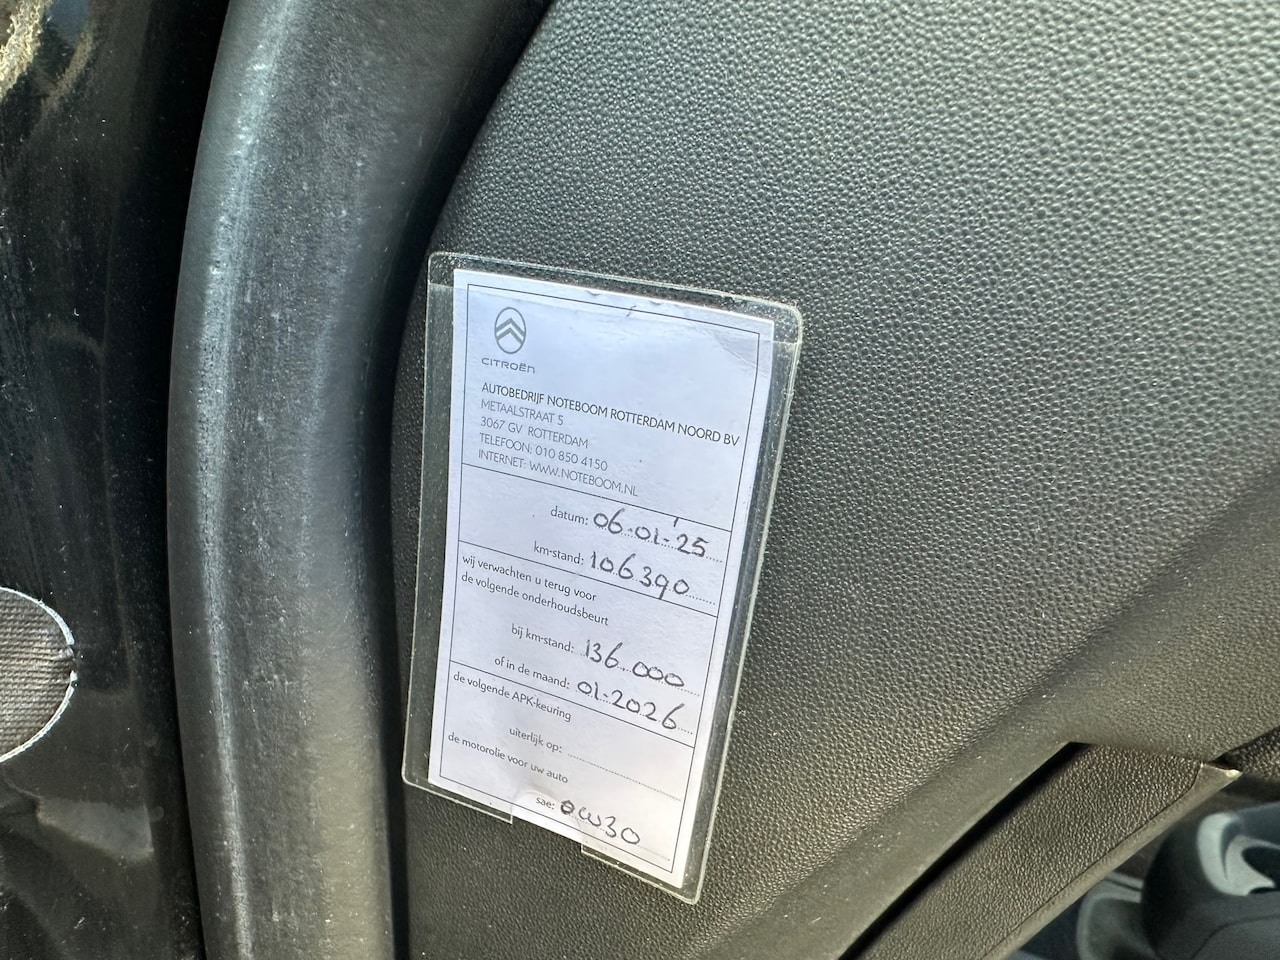 CITROËN
AUTOBEDRIJF NOTEBOOM ROTTERDAM NOORD BV
METAALSTRAAT 5
3067 GV ROTTERDAM
TELEFOON: 010 850 4150
INTERNET: WWW.NOTEBOOM.NL
datum: 06-01-'25
km-stand: 106390
wij verwachten u terug voor
de volgende onderhoudsbeurt
bij km-stand: 136.000
of in de maand: 01-2026
de volgende APK-keuring
uiterlijk op:
de motorolie voor uw auto
sae: 0W30